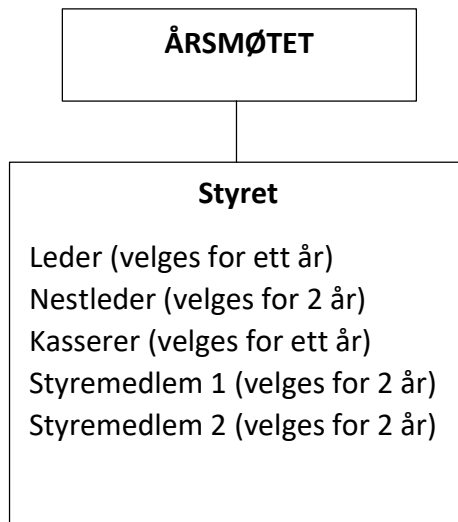 ÅRSMØTET
Styret
Leder (velges for ett år)
Nestleder (velges for 2 år)
Kasserer (velges for ett år)
Styremedlem 1 (velges for 2 år)
Styremedlem 2 (velges for 2 år)